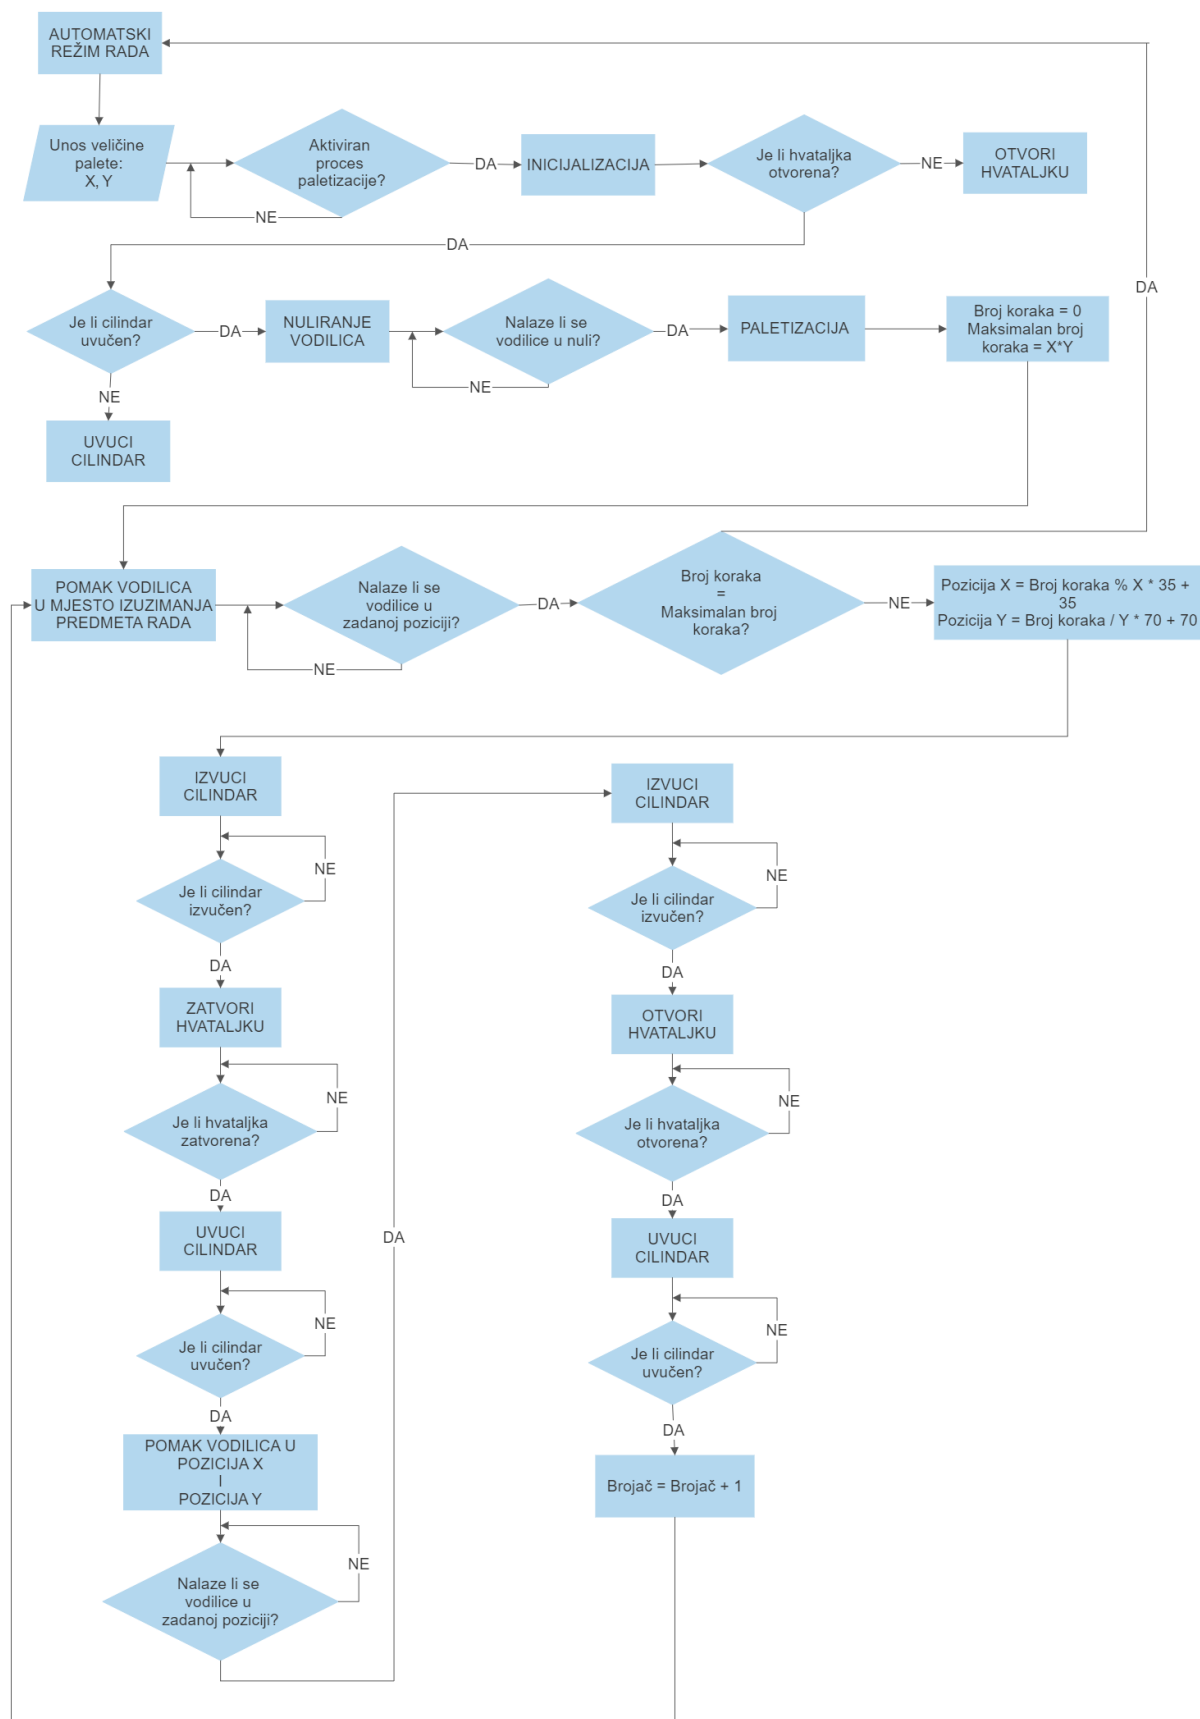 AUTOMATSKI
REŽIM RADA
Unos veličine
palete:
X, Y
Aktiviran
proces
paletizacije?
NE
DA
INICIJALIZACIJA
Je li hvataljka
otvorena?
NE
OTVORI
HVATALJKU
DA
DA
Je li cilindar
uvučen?
DA
NE
UVUCI
CILINDAR
NULIRANJE
VODILICA
Nalaze li se
vodilice u nuli?
NE
DA
PALETIZACIJA
Broj koraka = 0
Maksimalan broj
koraka = X*Y
POMAK VODILICA
U MJESTO IZUZIMANJA
PREDMETA RADA
Nalaze li se
vodilice u
zadanoj poziciji?
NE
DA
Broj koraka
=
Maksimalan broj
koraka?
NE
Pozicija X = Broj koraka % X * 35 +
35
Pozicija Y = Broj koraka / Y * 70 + 70
IZVUCI
CILINDAR
NE
Je li cilindar
izvučen?
DA
ZATVORI
HVATALJKU
NE
Je li hvataljka
zatvorena?
DA
UVUCI
CILINDAR
NE
Je li cilindar
uvučen?
DA
POMAK VODILICA U
POZICIJA X
I
POZICIJA Y
NE
Nalaze li se
vodilice u
zadanoj poziciji?
DA
IZVUCI
CILINDAR
NE
Je li cilindar
izvučen?
DA
OTVORI
HVATALJKU
NE
Je li hvataljka
otvorena?
DA
UVUCI
CILINDAR
NE
Je li cilindar
uvučen?
DA
Brojač = Brojač + 1